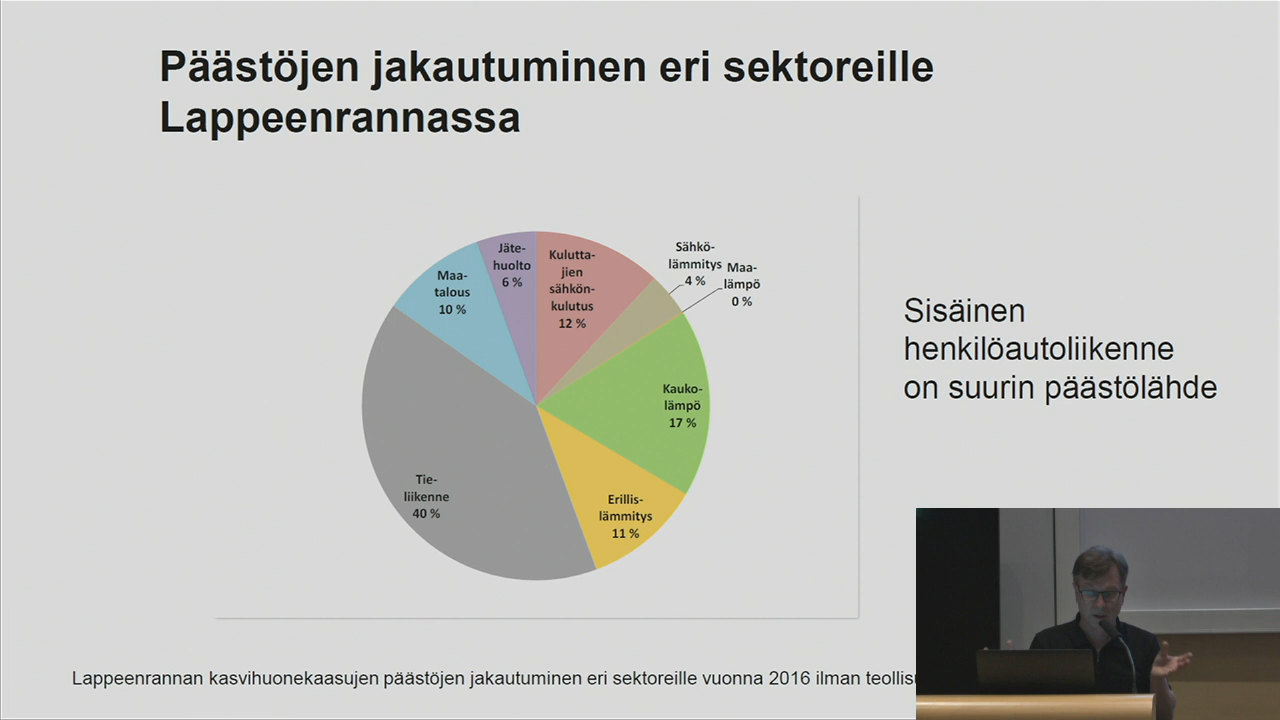 Päästöjen jakautuminen eri sektoreille
Lappeenrannassa
Jäte-
huolto
6 %
Kulutta-
jien
sähkön-
kulutus
12 %
Sähkö-
lämmitys
4 %
Maa-
lämpö
0 %
Maa-
talous
10 %
Kauko-
lämpö
17 %
Tie-
liikenne
40 %
Erillis-
lämmitys
11 %
Sisäinen
henkilöautoliikenne
on suurin päästölähde
Lappeenrannan kasvihuonekaasujen päästöjen jakautuminen eri sektoreille vuonna 2016 ilman